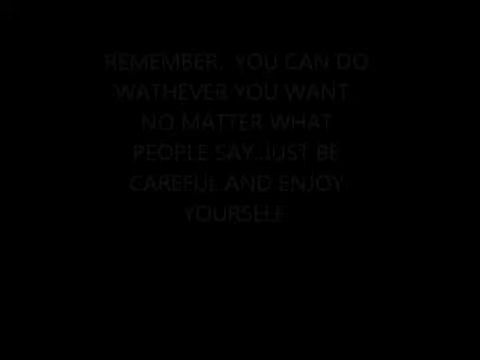 REMEMBER, YOU CAN DO
WATHEVER YOU WANT,
NO MATTER WHAT
PEOPLE SAY. JUST BE
CAREFUL AND ENJOY
YOURSELF